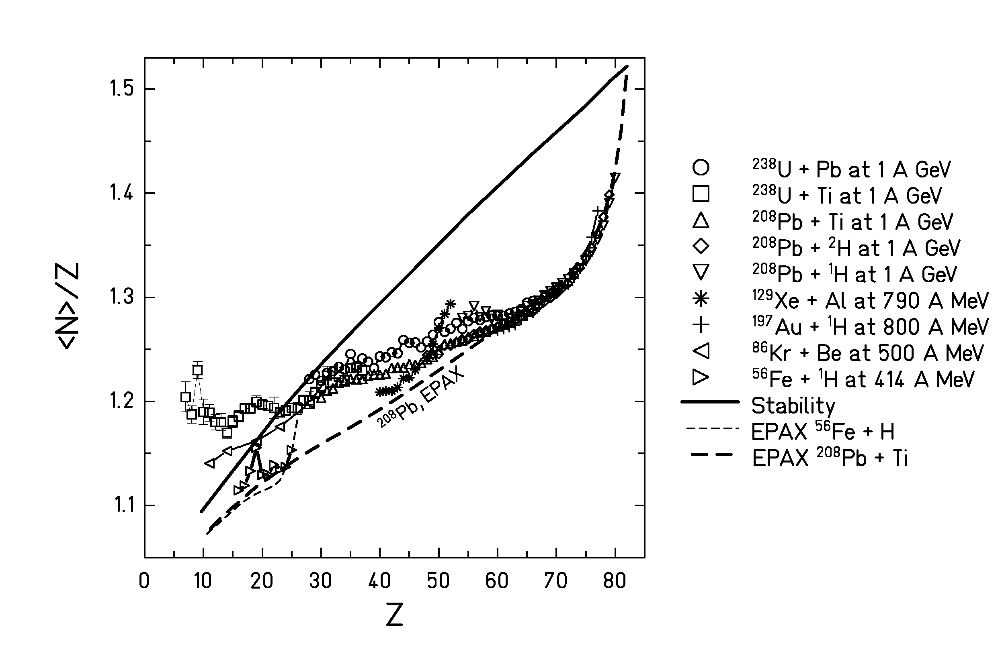 1.5
1.4
1.3
1.2
1.1
<N>/Z
0 10 20 30 40 50 60 70 80
Z
²⁰⁸Pb, EPAX
²³⁸U + Pb at 1 A GeV
²³⁸U + Ti at 1 A GeV
²⁰⁸Pb + Ti at 1 A GeV
²⁰⁸Pb + ²H at 1 A GeV
²⁰⁸Pb + ¹H at 1 A GeV
¹²⁹Xe + Al at 790 A MeV
¹⁹⁷Au + ¹H at 800 A MeV
⁸⁶Kr + Be at 500 A MeV
⁵⁶Fe + ¹H at 414 A MeV
Stability
EPAX ⁵⁶Fe + H
EPAX ²⁰⁸Pb + Ti